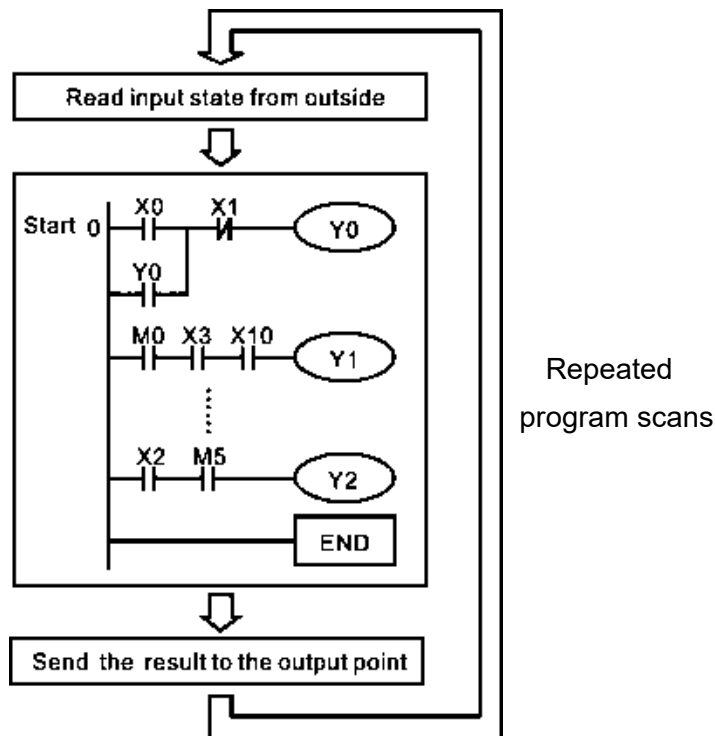 Read input state from outside
X0 X1
Start 0
Y0
Y0
M0 X3 X10
Y1
X2 M5
Y2
END
Repeated
program scans
Send the result to the output point